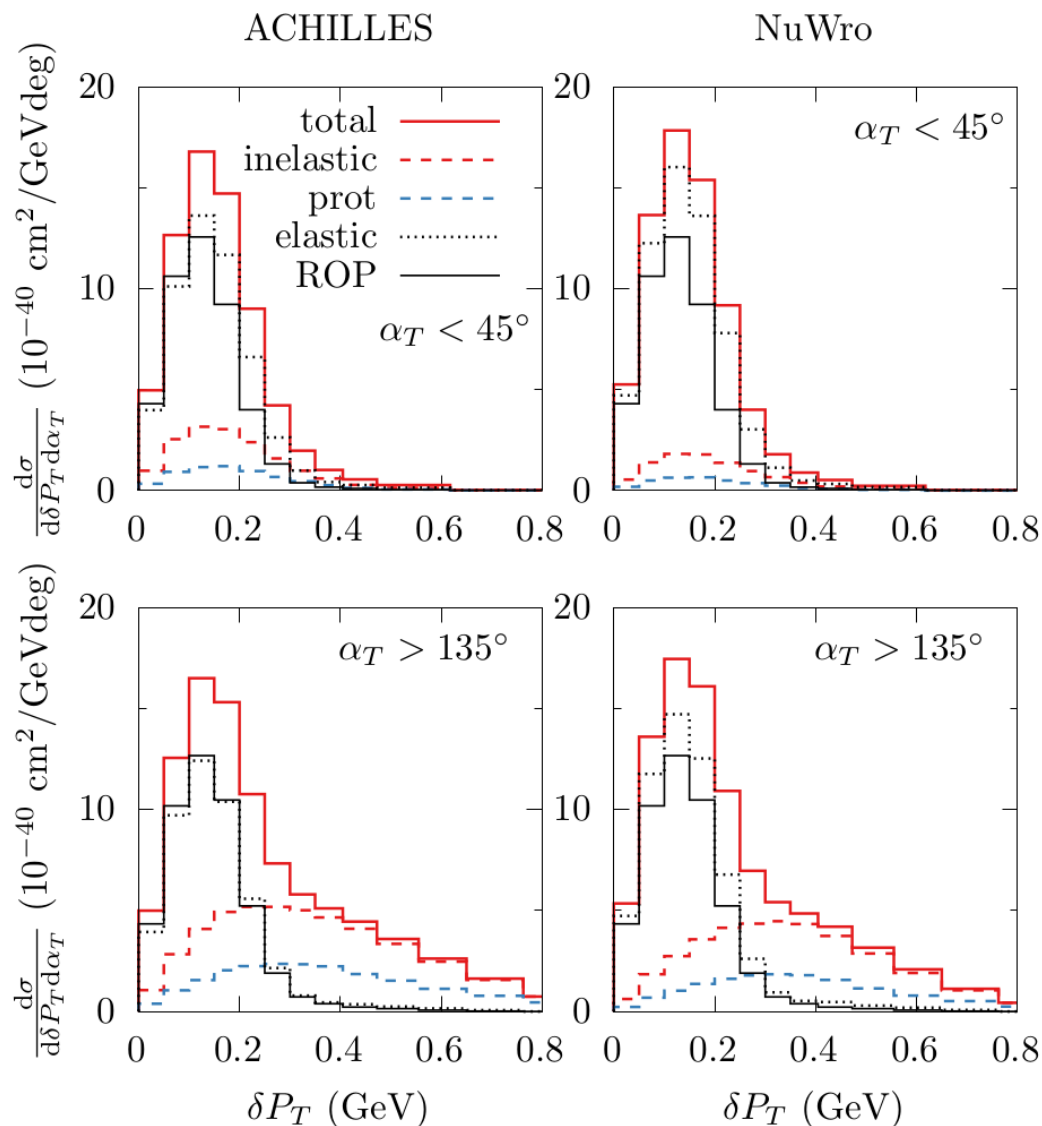 ACHILLES NuWro
dσ/dδP_T dα_T (10⁻⁴⁰ cm²/GeV deg)
20 20
total α_T < 45°
inelastic
prot
elastic
10 ROP 10
α_T < 45°
0 0
0 0.2 0.4 0.6 0.8 0 0.2 0.4 0.6 0.8
dσ/dδP_T dα_T (10⁻⁴⁰ cm²/GeV deg)
20 20
α_T > 135° α_T > 135°
10 10
0 0
0 0.2 0.4 0.6 0.8 0 0.2 0.4 0.6 0.8
δP_T (GeV) δP_T (GeV)